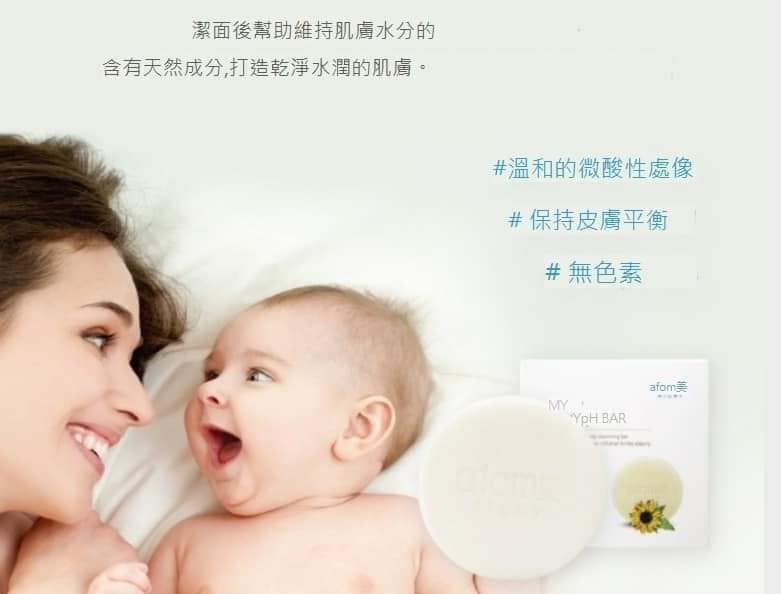 潔面後幫助維持肌膚水分的
含有天然成分,打造乾淨水潤的肌膚。
#溫和的微酸性處像
# 保持皮膚平衡
# 無色素
afom美
MY
YpH BAR